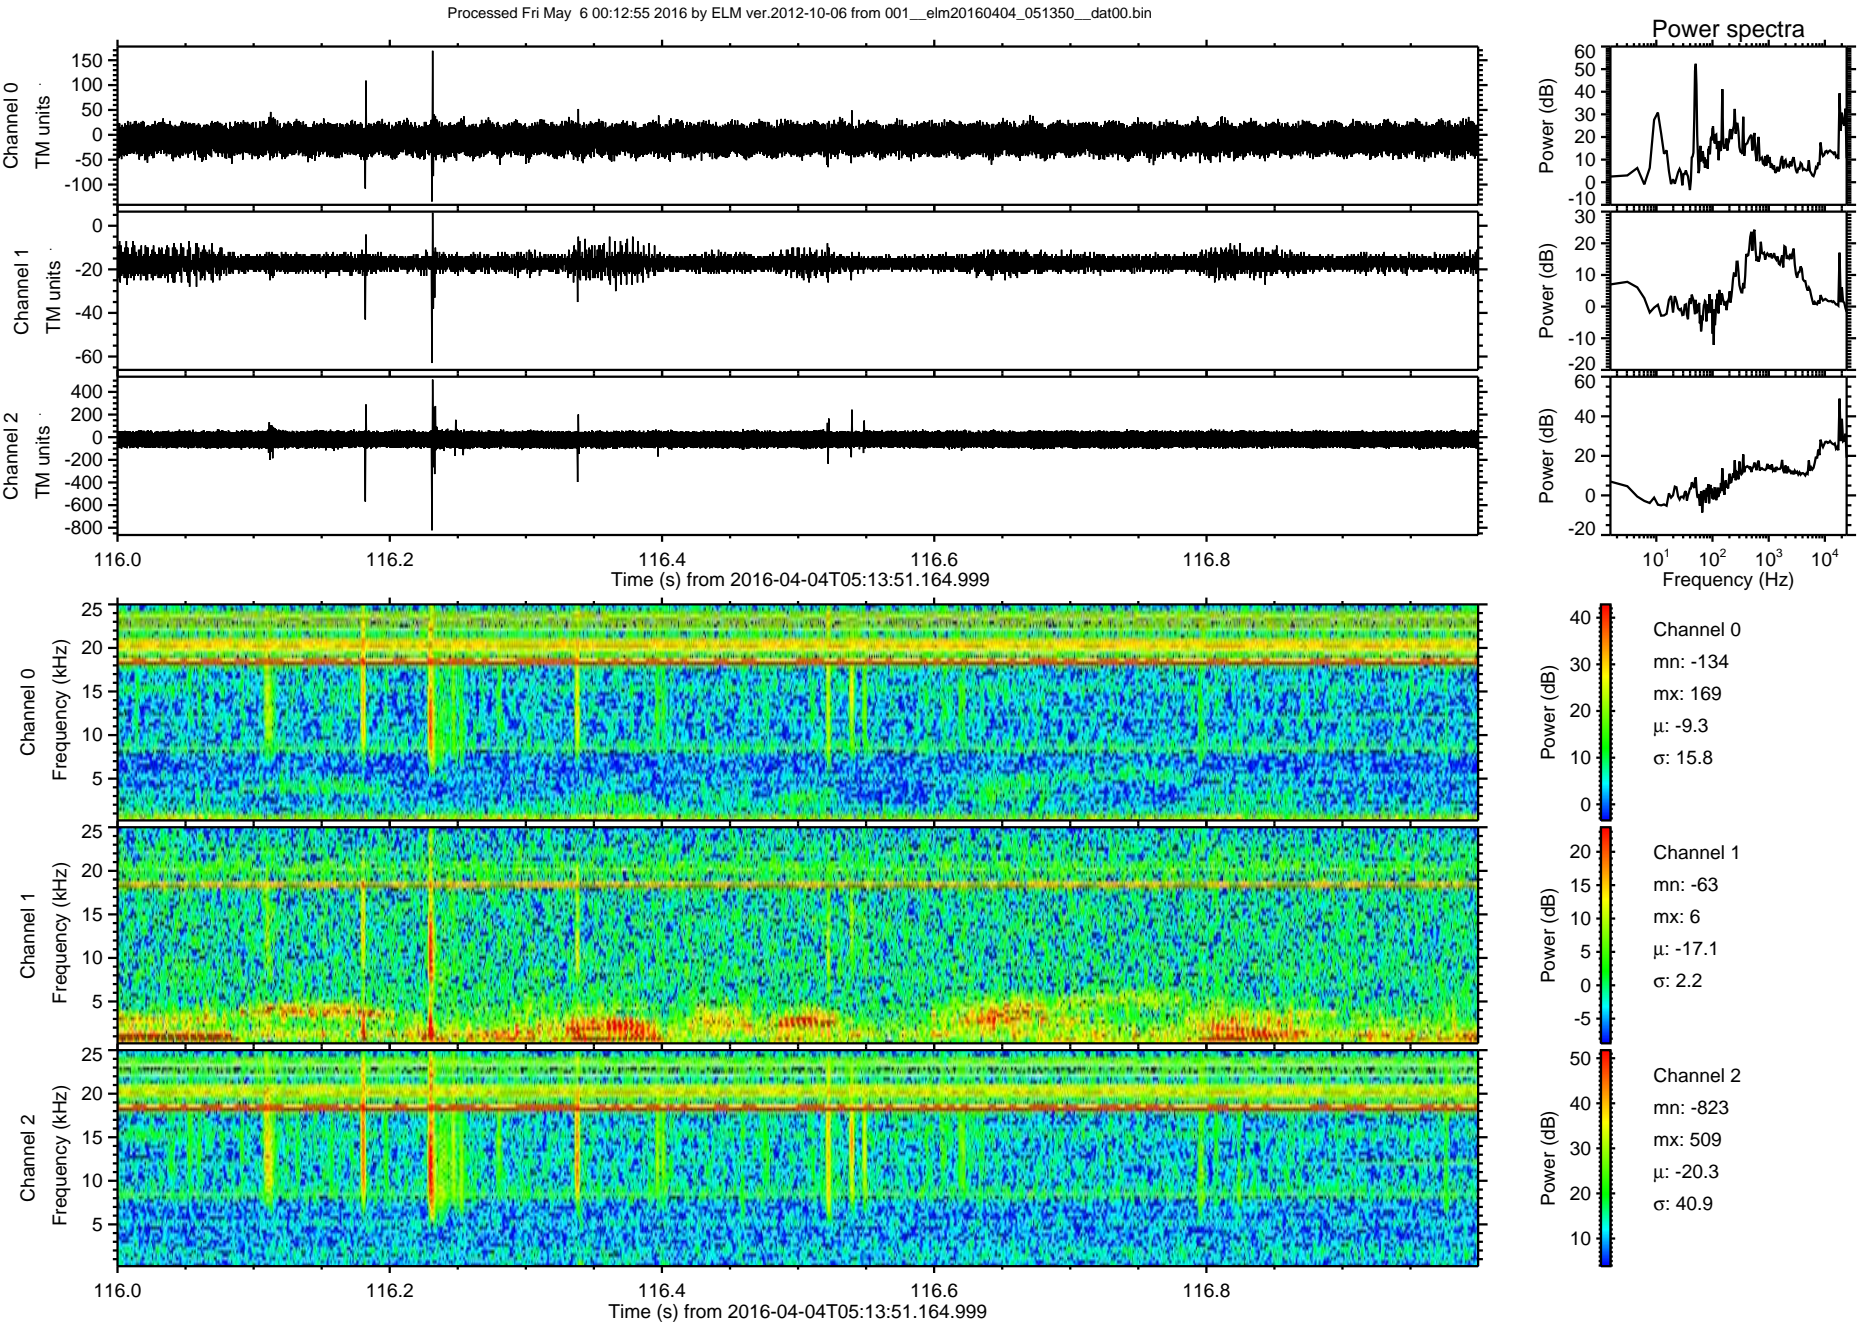 Processed Fri May  6 00:12:55 2016 by ELM ver.2012-10-06 from 001__elm20160404_051350__dat00.bin
Power spectra
Channel 0
TM units
150
100
50
0
-50
-100
Power (dB)
60
50
40
30
20
10
0
-10
Channel 1
TM units
0
-20
-40
-60
Power (dB)
30
20
10
0
-10
-20
Channel 2
TM units
400
200
0
-200
-400
-600
-800
Power (dB)
60
40
20
0
-20
116.0 116.2 116.4 116.6 116.8
Time (s) from 2016-04-04T05:13:51.164.999
10¹ 10² 10³ 10⁴
Frequency (Hz)
Channel 0
Frequency (kHz)
25
20
15
10
5
Power (dB)
40
30
20
10
0
Channel 0
mn: -134
mx: 169
μ: -9.3
σ: 15.8
Channel 1
Frequency (kHz)
25
20
15
10
5
Power (dB)
20
15
10
5
0
-5
Channel 1
mn: -63
mx: 6
μ: -17.1
σ: 2.2
Channel 2
Frequency (kHz)
25
20
15
10
5
Power (dB)
50
40
30
20
10
Channel 2
mn: -823
mx: 509
μ: -20.3
σ: 40.9
116.0 116.2 116.4 116.6 116.8
Time (s) from 2016-04-04T05:13:51.164.999